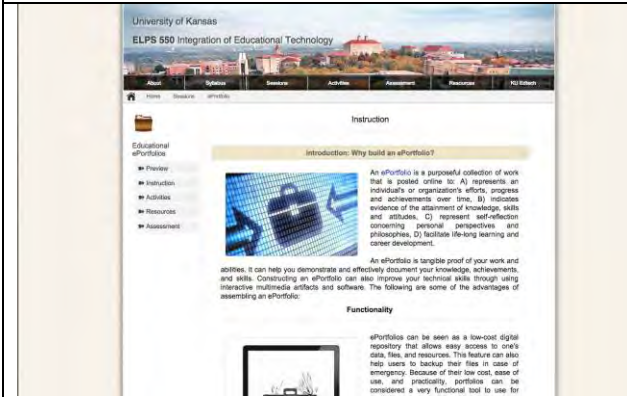 University of Kansas
ELPS 550 Integration of Educational Technology
About Syllabus Sessions Activities Assessment Resources KU Edtech
Home Sessions ePortfolio
Instruction
Educational
ePortfolios
Preview
Instruction
Activities
Resources
Assessment
Introduction: Why build an ePortfolio?
An ePortfolio is a purposeful collection of work
that is posted online to: A) represents an
individual's or organization's efforts, progress
and achievements over time, B) indicates
evidence of the attainment of knowledge, skills
and attitudes, C) represent self-reflection
concerning personal perspectives and
philosophies, D) facilitate life-long learning and
career development.
An ePortfolio is tangible proof of your work and
abilities. It can help you demonstrate and effectively document your knowledge, achievements,
and skills. Constructing an ePortfolio can also improve your technical skills through using
interactive multimedia artifacts and software. The following are some of the advantages of
assembling an ePortfolio:
Functionality
ePortfolios can be seen as a low-cost digital
repository that allows easy access to one's
data, files, and resources. This feature can also
help users to backup their files in case of
emergency. Because of their low cost, ease of
use, and practicality, portfolios can be
considered a very functional tool to use for